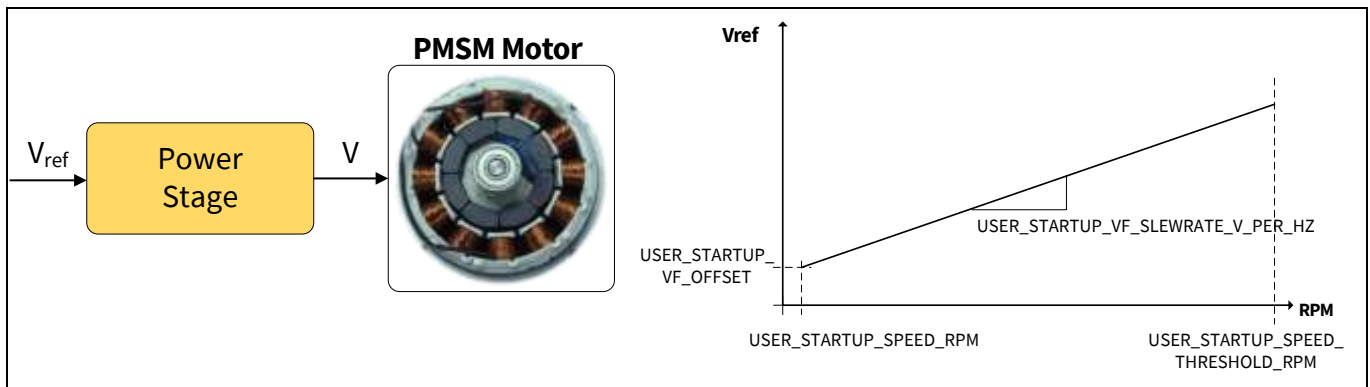 PMSM Motor
Vref
Power
Stage
V
Vref
USER_STARTUP_VF_SLEWRATE_V_PER_HZ
USER_STARTUP_
VF_OFFSET
RPM
USER_STARTUP_SPEED_RPM
USER_STARTUP_SPEED_
THRESHOLD_RPM